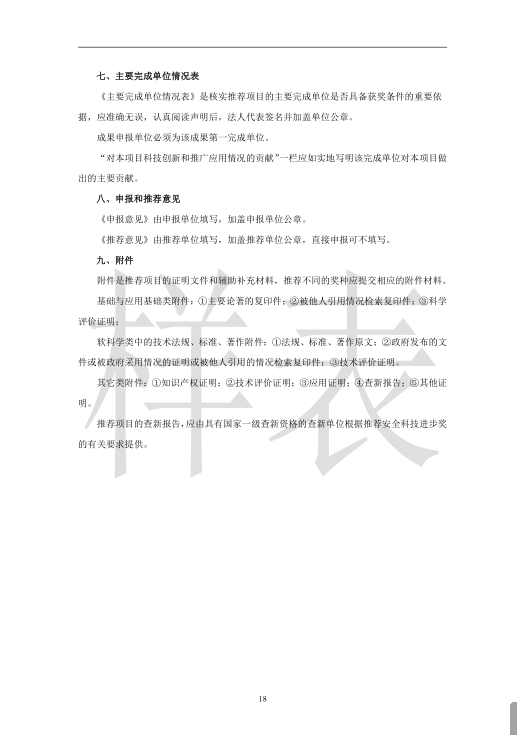 七、主要完成单位情况表
《主要完成单位情况表》是核实推荐项目的主要完成单位是否具备获奖条件的重要依
据，应准确无误，认真阅读声明后，法人代表签名并加盖单位公章。
成果申报单位必须为该成果第一完成单位。
“对本项目科技创新和推广应用情况的贡献”一栏应如实地写明该完成单位对本项目做
出的主要贡献。
八、申报和推荐意见
《申报意见》由申报单位填写，加盖申报单位公章。
《推荐意见》由推荐单位填写，加盖推荐单位公章，直接申报可不填写。
九、附件
附件是推荐项目的证明文件和辅助补充材料，推荐不同的奖种应提交相应的附件材料。
基础与应用基础类附件：①主要论著的复印件；②被他人引用情况检索复印件；③科学
评价证明；
软科学类中的技术法规、标准、著作附件：①法规、标准、著作原文；②政府发布的文
件或被政府采用情况的证明或被他人引用的情况检索复印件；③技术评价证明。
其它类附件：①知识产权证明；②技术评价证明；③应用证明；④查新报告；⑤其他证
明。
推荐项目的查新报告，应由具有国家一级查新资格的查新单位根据推荐安全科技进步奖
的有关要求提供。
样表
18